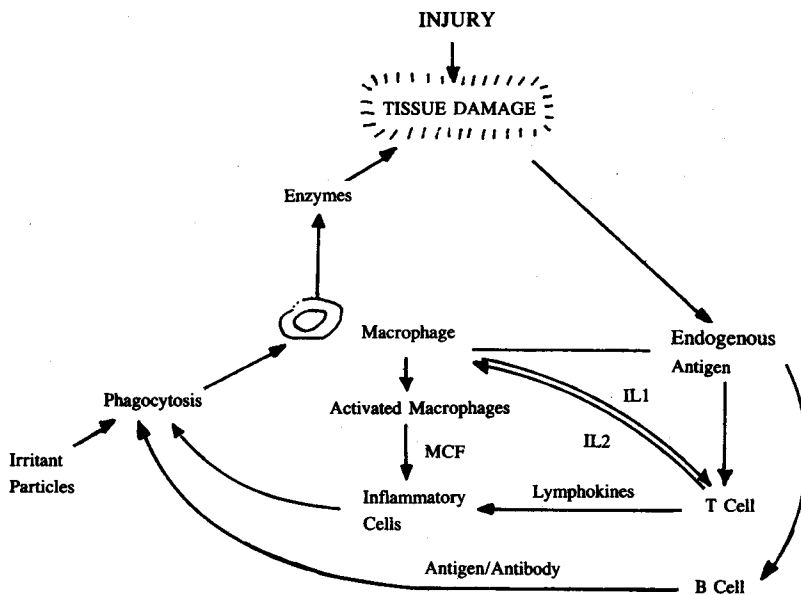 INJURY
TISSUE DAMAGE
Enzymes
Macrophage
Endogenous
Antigen
Phagocytosis
Activated Macrophages
IL1
IL2
MCF
Irritant
Particles
Inflammatory
Cells
Lymphokines
T Cell
Antigen/Antibody
B Cell